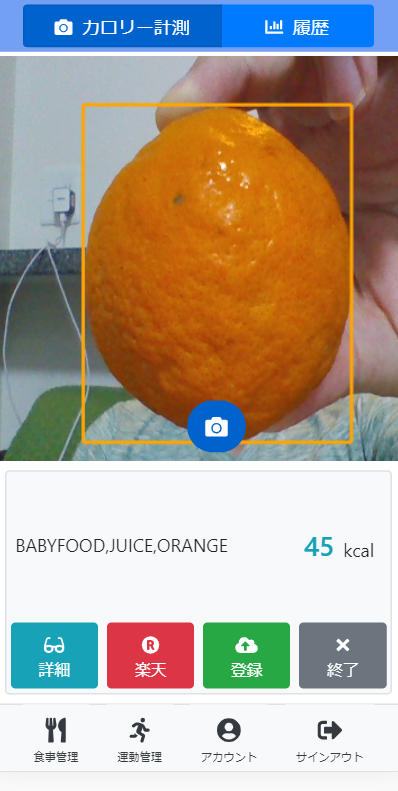 カロリー計測
履歴
BABYFOOD,JUICE,ORANGE
45 kcal
詳細
R
楽天
登録
終了
食事管理
運動管理
アカウント
サインアウト